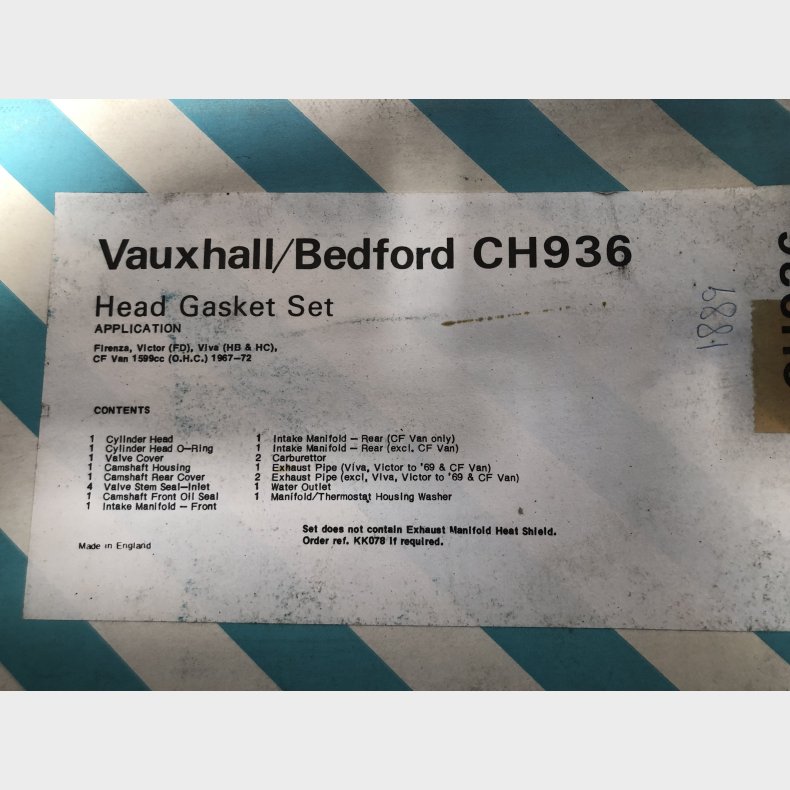 Vauxhall/Bedford CH936
Head Gasket Set
APPLICATION
Firenza, Victor (FD), Viva (HB & HC),
CF Van 1599cc (O.H.C.) 1967—72
1889
CONTENTS
1 Cylinder Head
1 Cylinder Head O—Ring
1 Valve Cover
1 Camshaft Housing
1 Camshaft Rear Cover
4 Valve Stem Seal—Inlet
1 Camshaft Front Oil Seal
1 Intake Manifold — Front
1 Intake Manifold — Rear (CF Van only)
1 Intake Manifold — Rear (excl. CF Van)
2 Carburettor
1 Exhaust Pipe (Viva, Victor to '69 & CF Van)
2 Exhaust Pipe (excl, Viva, Victor to '69 & CF Van)
1 Water Outlet
1 Manifold/Thermostat Housing Washer
Set does not contain Exhaust Manifold Heat Shield.
Order ref. KK078 if required.
Made in England